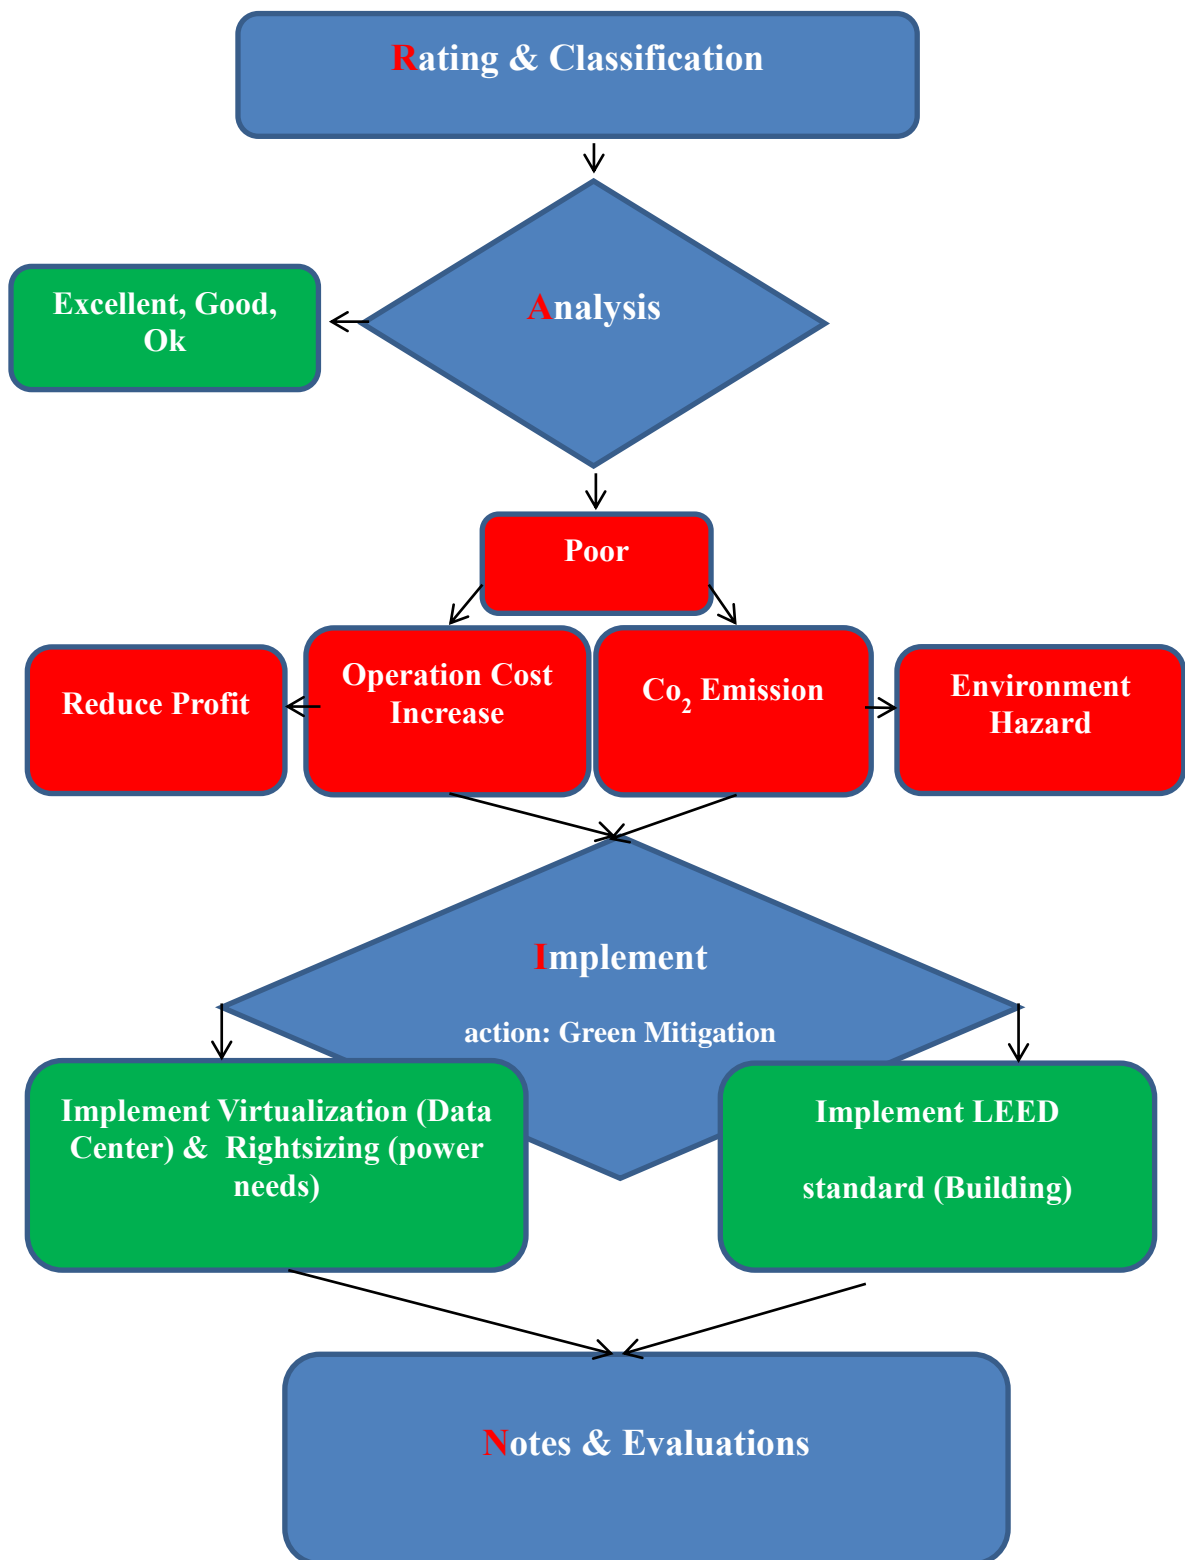 Rating & Classification
Analysis
Excellent, Good,
Ok
Poor
Reduce Profit
Operation Cost
Increase
Co₂ Emission
Environment
Hazard
Implement
action: Green Mitigation
Implement Virtualization (Data
Center) & Rightsizing (power
needs)
Implement LEED
standard (Building)
Notes & Evaluations